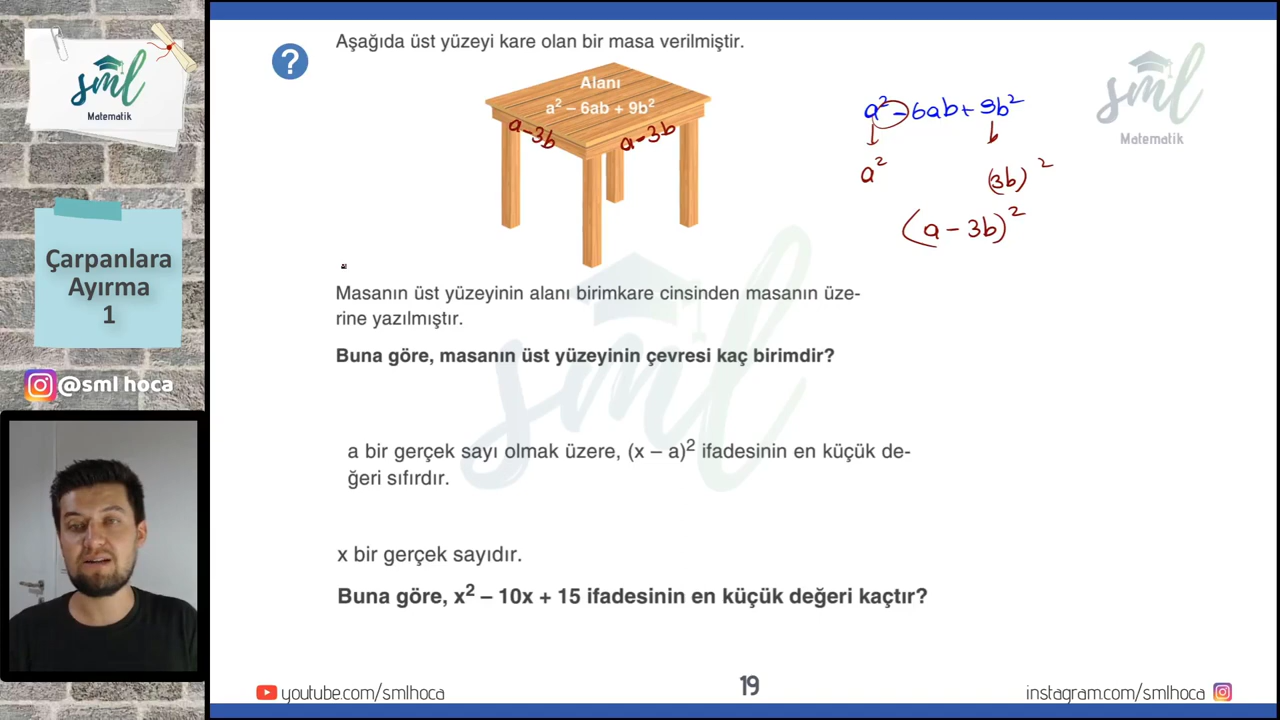 sml
Matematik
Çarpanlara
Ayırma
1
@sml hoca
Aşağıda üst yüzeyi kare olan bir masa verilmiştir.
?
Alanı
a² – 6ab + 9b²
a-3b
a-3b
a² - 6ab + 9b²
b
a²
(3b)²
(a - 3b)²
sml
Matematik
Masanın üst yüzeyinin alanı birimkare cinsinden masanın üze-
rine yazılmıştır.
Buna göre, masanın üst yüzeyinin çevresi kaç birimdir?
sml
a bir gerçek sayı olmak üzere, (x – a)² ifadesinin en küçük de-
ğeri sıfırdır.
x bir gerçek sayıdır.
Buna göre, x² – 10x + 15 ifadesinin en küçük değeri kaçtır?
youtube.com/smlhoca
19
instagram.com/smlhoca